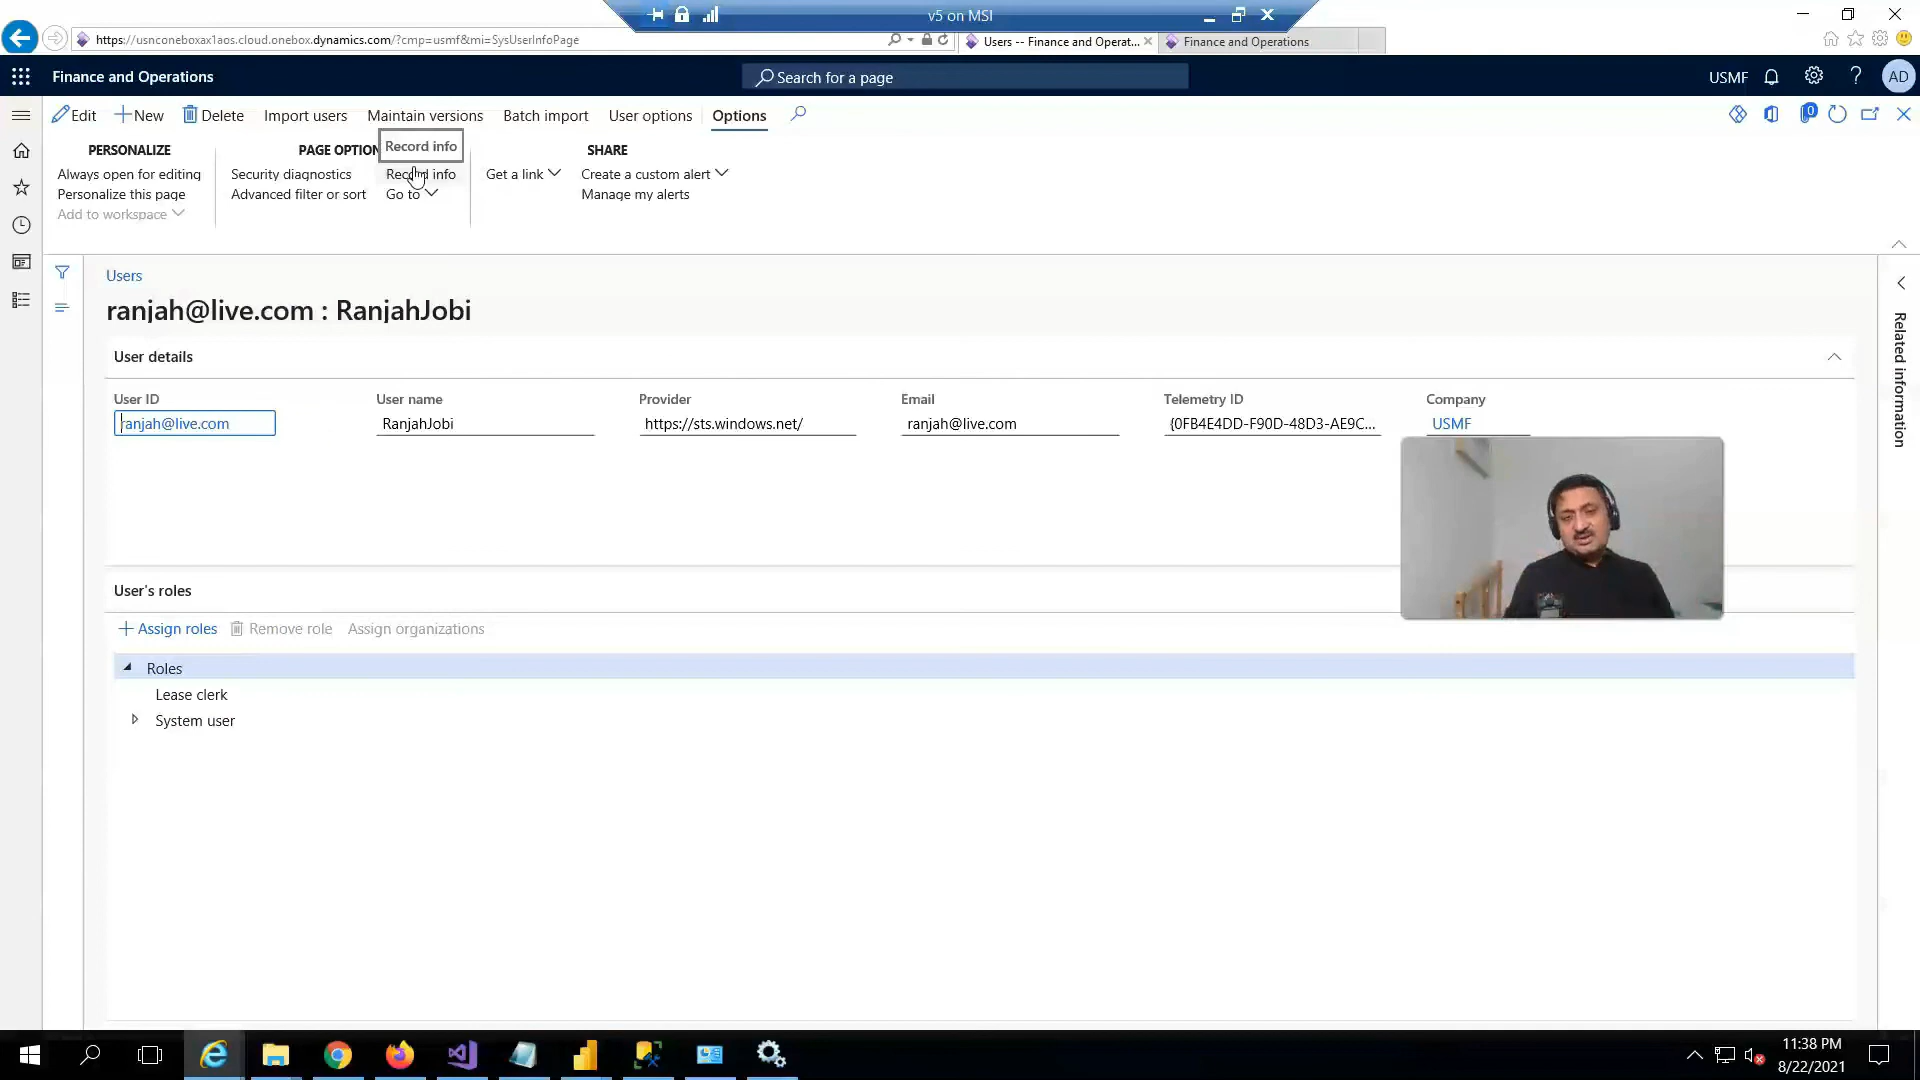 v5 on MSI
https://usnconeboxax1aos.cloud.onebox.dynamics.com/?cmp=usmf&mi=SysUserInfoPage
Users -- Finance and Operat...
Finance and Operations
Finance and Operations
Search for a page
USMF
AD
Edit
New
Delete
Import users
Maintain versions
Batch import
User options
Options
0
Record info
PERSONALIZE
Always open for editing
Personalize this page
Add to workspace
PAGE OPTION
Security diagnostics
Advanced filter or sort
Record info
Go to
SHARE
Get a link
Create a custom alert
Manage my alerts
Users
ranjah@live.com : RanjahJobi
Related information
User details
User ID
User name
Provider
Email
Telemetry ID
Company
ranjah@live.com
RanjahJobi
https://sts.windows.net/
ranjah@live.com
{0FB4E4DD-F90D-48D3-AE9C...
USMF
User's roles
Assign roles
Remove role
Assign organizations
Roles
Lease clerk
System user
11:38 PM
8/22/2021